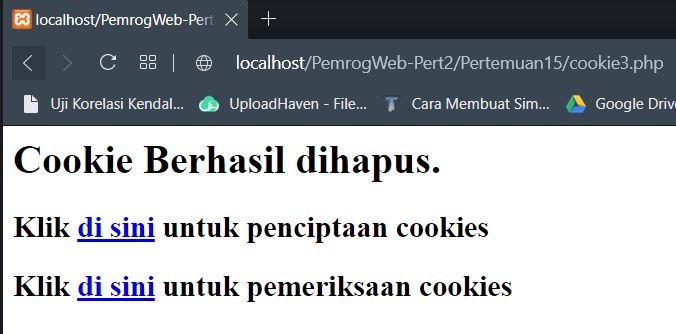 localhost/PemrogWeb-Pert
localhost/PemrogWeb-Pert2/Pertemuan15/cookie3.php
Uji Korelasi Kendal... UploadHaven - File... Cara Membuat Sim... Google Drive
Cookie Berhasil dihapus.
Klik di sini untuk penciptaan cookies
Klik di sini untuk pemeriksaan cookies